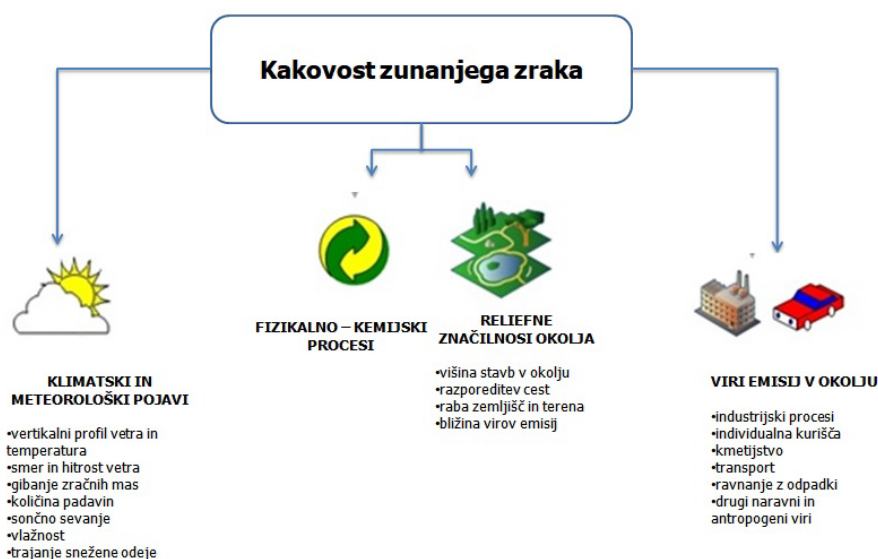 Kakovost zunanjega zraka
KLIMATSKI IN
METEOROLOŠKI POJAVI
•vertikalni profil vetra in
temperatura
•smer in hitrost vetra
•gibanje zračnih mas
•količina padavin
•sončno sevanje
•vlažnost
•trajanje snežene odeje
FIZIKALNO – KEMIJSKI
PROCESI
RELIEFNE
ZNAČILNOSI OKOLJA
•višina stavb v okolju
•razporeditev cest
•raba zemljišč in terena
•bližina virov emisij
VIRI EMISIJ V OKOLJU
•industrijski procesi
•individualna kurišča
•kmetijstvo
•transport
•ravnanje z odpadki
•drugi naravni in
antropogeni viri